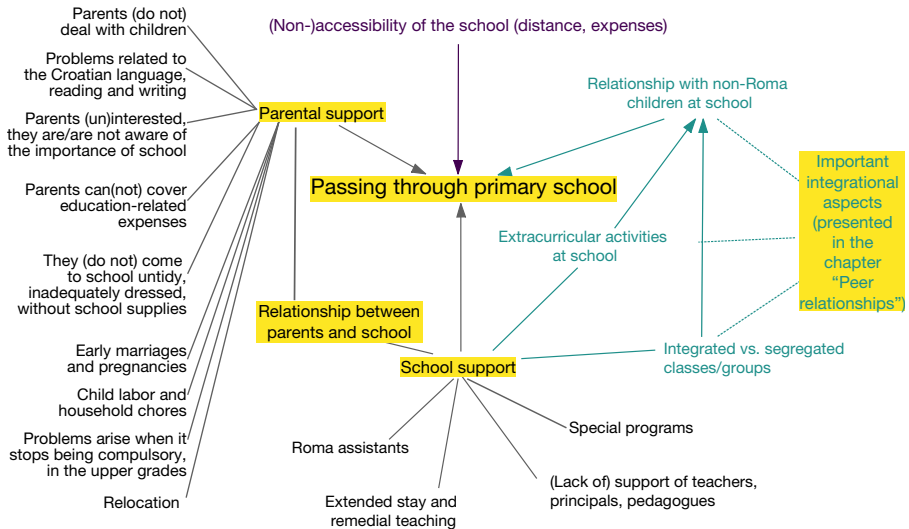 Parents (do not)
deal with children
(Non-)accessibility of the school (distance, expenses)
Problems related to
the Croatian language,
reading and writing
Parents (un)interested,
they are/are not aware of
the importance of school
Parents can(not) cover
education-related
expenses
They (do not) come
to school untidy,
inadequately dressed,
without school supplies
Early marriages
and pregnancies
Child labor and
household chores
Problems arise when it
stops being compulsory,
in the upper grades
Relocation
Parental support
Passing through primary school
Relationship with non-Roma
children at school
Extracurricular activities
at school
Important
integrational
aspects
(presented
in the
chapter
“Peer
relationships”)
Relationship between
parents and school
School support
Integrated vs. segregated
classes/groups
Roma assistants
Extended stay and
remedial teaching
(Lack of) support of teachers,
principals, pedagogues
Special programs